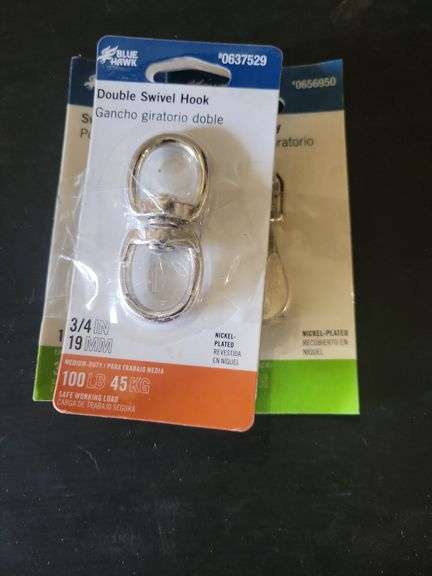 BLUE HAWK
#0637529
Double Swivel Hook
Gancho giratorio doble
3/4 IN
19 MM
NICKEL-
PLATED
REVESTIDA
EN NÍQUEL
MEDIUM-DUTY / PARA TRABAJO MEDIA
100 LB 45 KG
SAFE WORKING LOAD
CARGA DE TRABAJO SEGURA
#0656950
NICKEL-PLATED
RECUBIERTO EN
NÍQUEL